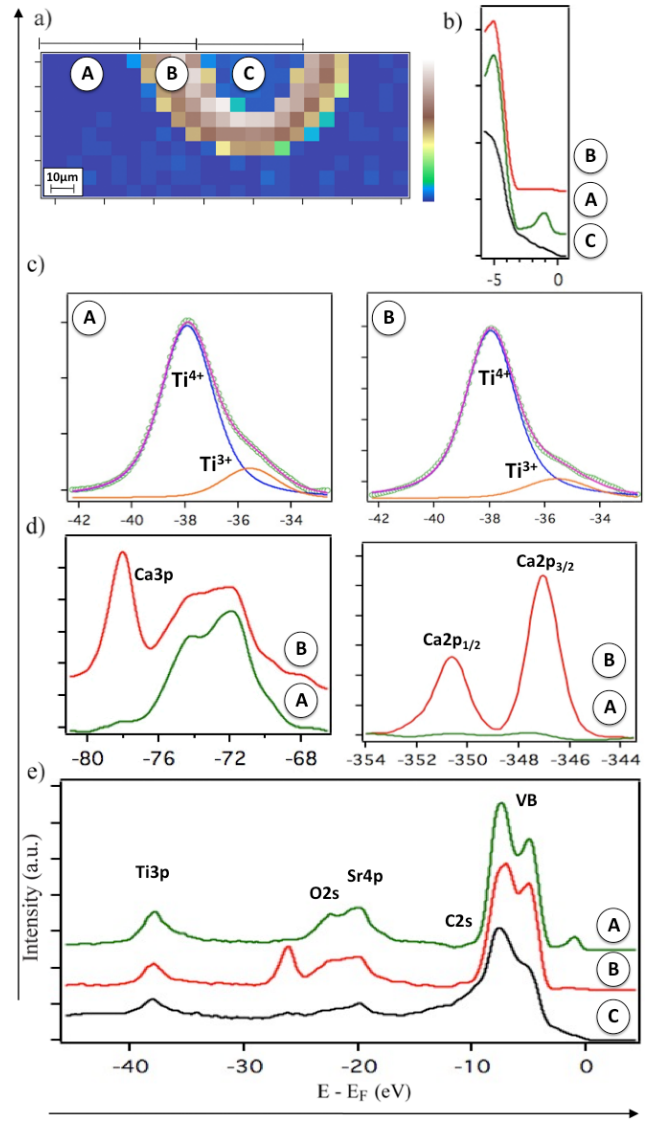 a)
b)
A
B
C
10μm
B
A
C
-5
0
c)
A
B
Ti4+
Ti3+
Ti4+
Ti3+
-42
-40
-38
-36
-34
-42
-40
-38
-36
-34
d)
Ca3p
B
A
Ca2p3/2
Ca2p1/2
B
A
-80
-76
-72
-68
-354
-352
-350
-348
-346
-344
e)
VB
Ti3p
O2s
Sr4p
C2s
A
B
C
Intensity (a.u.)
-40
-30
-20
-10
0
E - EF (eV)